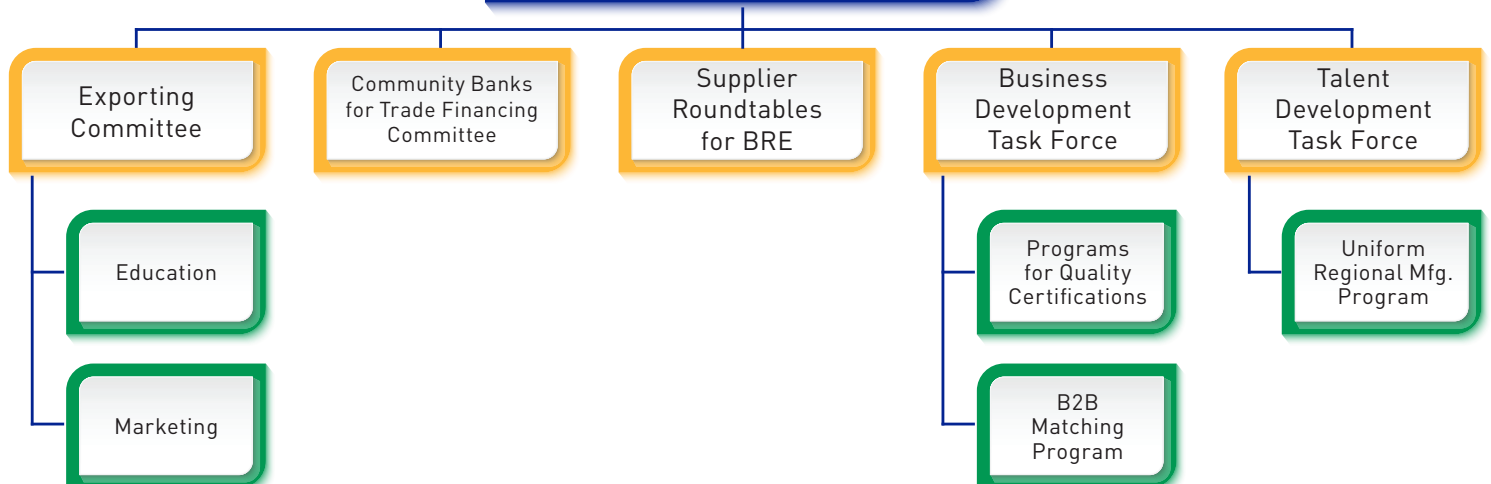 Exporting
Committee
Community Banks
for Trade Financing
Committee
Supplier
Roundtables
for BRE
Business
Development
Task Force
Talent
Development
Task Force
Education
Programs
for Quality
Certifications
Uniform
Regional Mfg.
Program
Marketing
B2B
Matching
Program